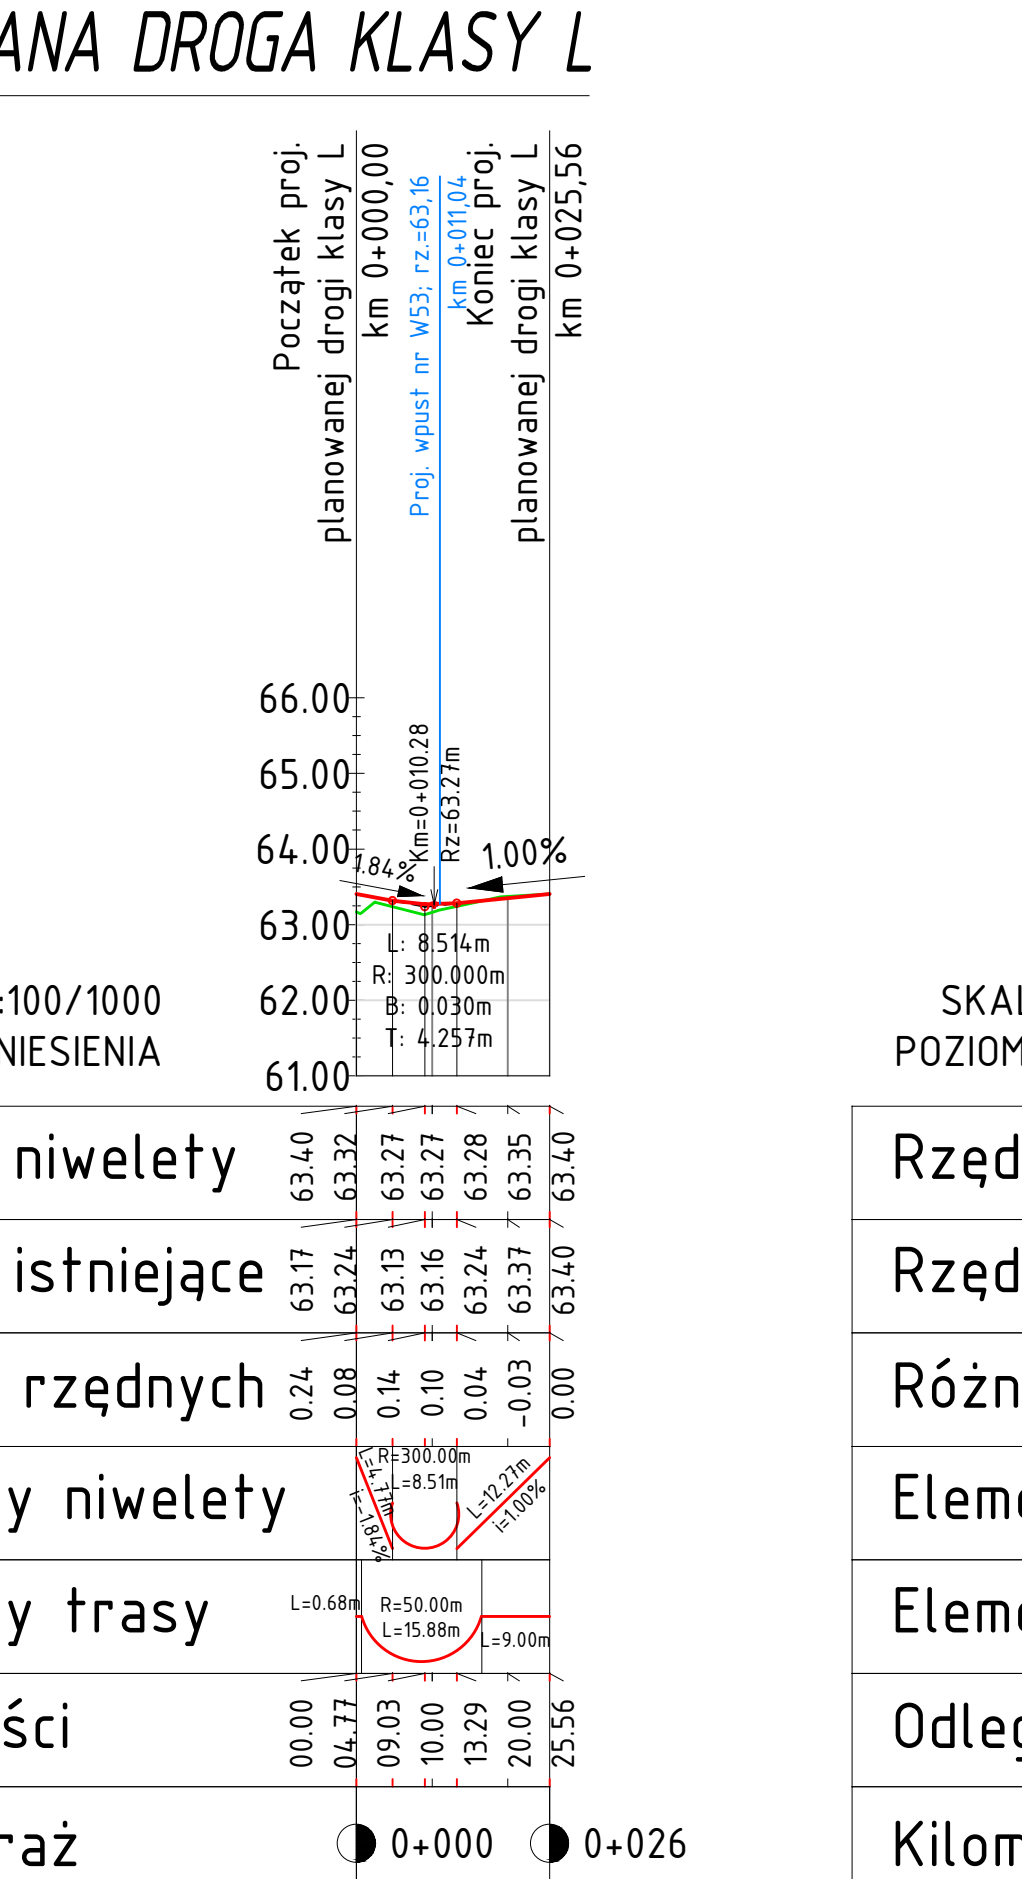 ANA DROGA KLASY L
Początek proj.
planowanej drogi klasy L
km 0+000,00
Proj. wpust nr W53; rz.=63,16
km 0+011,04
Koniec proj.
planowanej drogi klasy L
km 0+025,56
66.00
65.00
64.00
63.00
62.00
61.00
Km=0+010.28
Rz=63.27m
1.84%
1.00%
L: 8.514m
R: 300.000m
B: 0.030m
T: 4.257m
:100/1000
NIESIENIA
SKAL
POZIOM
niwelety 63.40 63.32 63.27 63.27 63.28 63.35 63.40
Rzęd
istniejące 63.17 63.24 63.13 63.16 63.24 63.37 63.40
Rzęd
rzędnych 0.24 0.08 0.14 0.10 0.04 -0.03 0.00
Różn
y niwelety
L=4.77m
i=-1.84%
R=300.00m
L=8.51m
L=12.27m
i=1.00%
Eleme
y trasy
L=0.68m
R=50.00m
L=15.88m
L=9.00m
Eleme
ści 00.00 04.77 09.03 10.00 13.29 20.00 25.56
Odleg
raż 0+000 0+026
Kilom